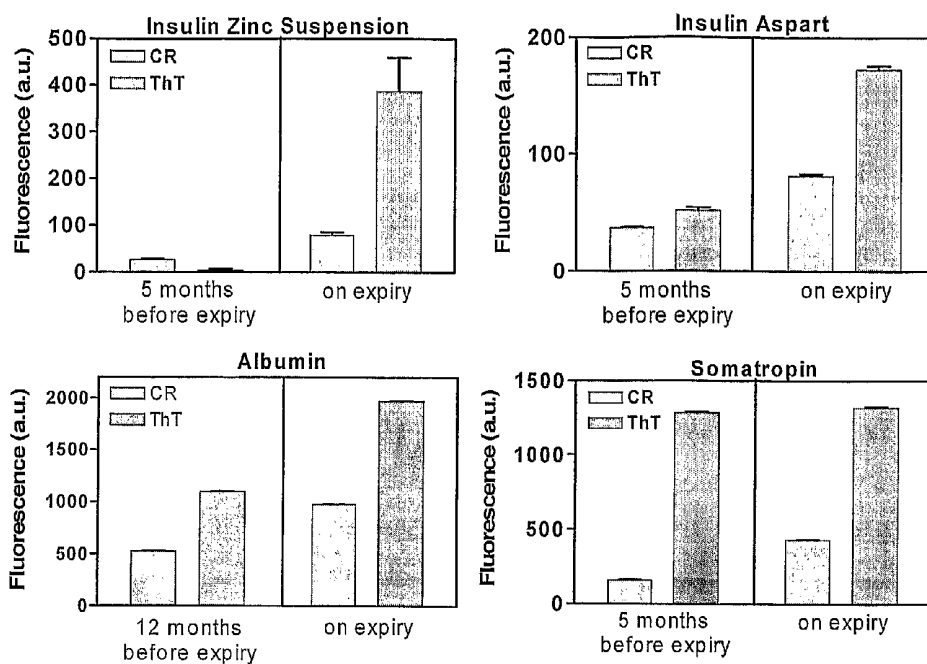 Insulin Zinc Suspension
Fluorescence (a.u.)
500
400
300
200
100
0
CR
ThT
5 months
before expiry
on expiry
Insulin Aspart
Fluorescence (a.u.)
200
100
0
CR
ThT
5 months
before expiry
on expiry
Albumin
Fluorescence (a.u.)
2000
1500
1000
500
0
CR
ThT
12 months
before expiry
on expiry
Somatropin
Fluorescence (a.u.)
1500
1000
500
0
CR
ThT
5 months
before expiry
on expiry